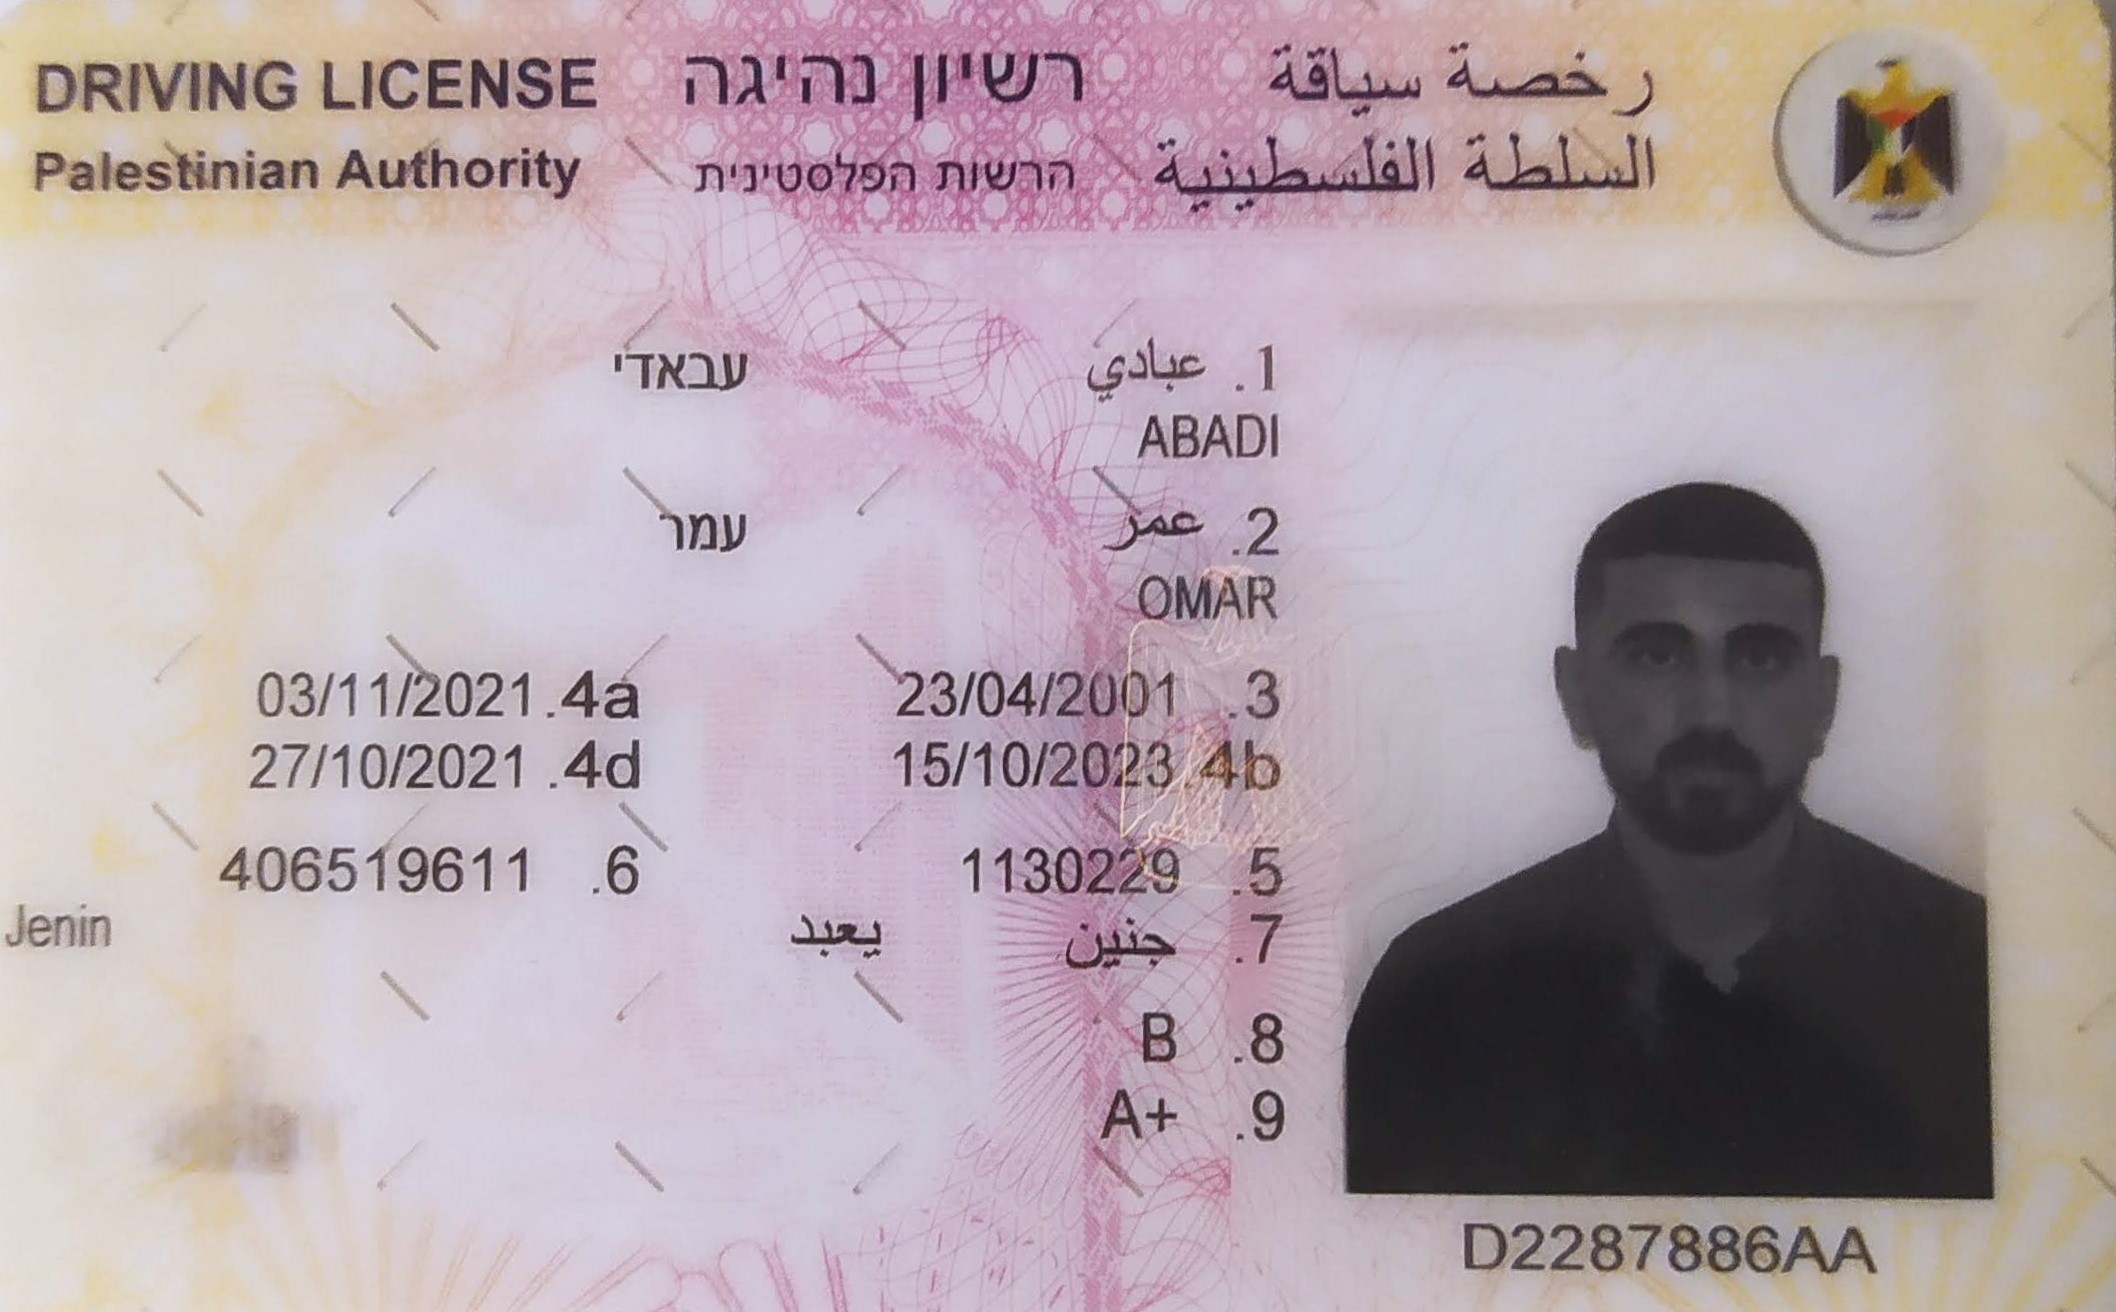 DRIVING LICENSE רשיון נהיגה رخصة سياقة
Palestinian Authority הרשות הפלסטינית السلطة الفلسطينية
1. عبادي עבאדי
ABADI
2. عمر עמר
OMAR
3. 23/04/2001 4a. 03/11/2021
4b. 15/10/2023 4d. 27/10/2021
5. 1130229 6. 406519611
7. جنين يعبد Jenin
8. B
9. A+
D2287886AA